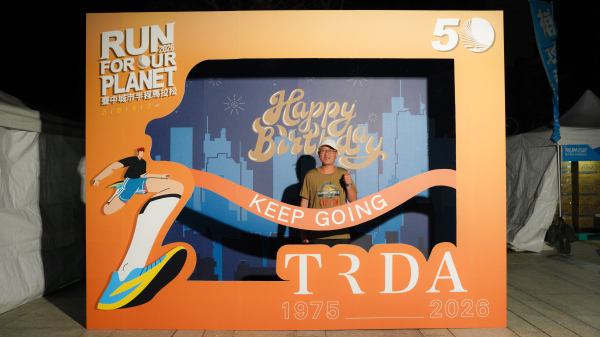 RUN
2026
FOR OUR
PLANET
臺中城市半程馬拉松
50
Happy
Birthday
KEEP GOING
TRDA
1975 ____ 2026